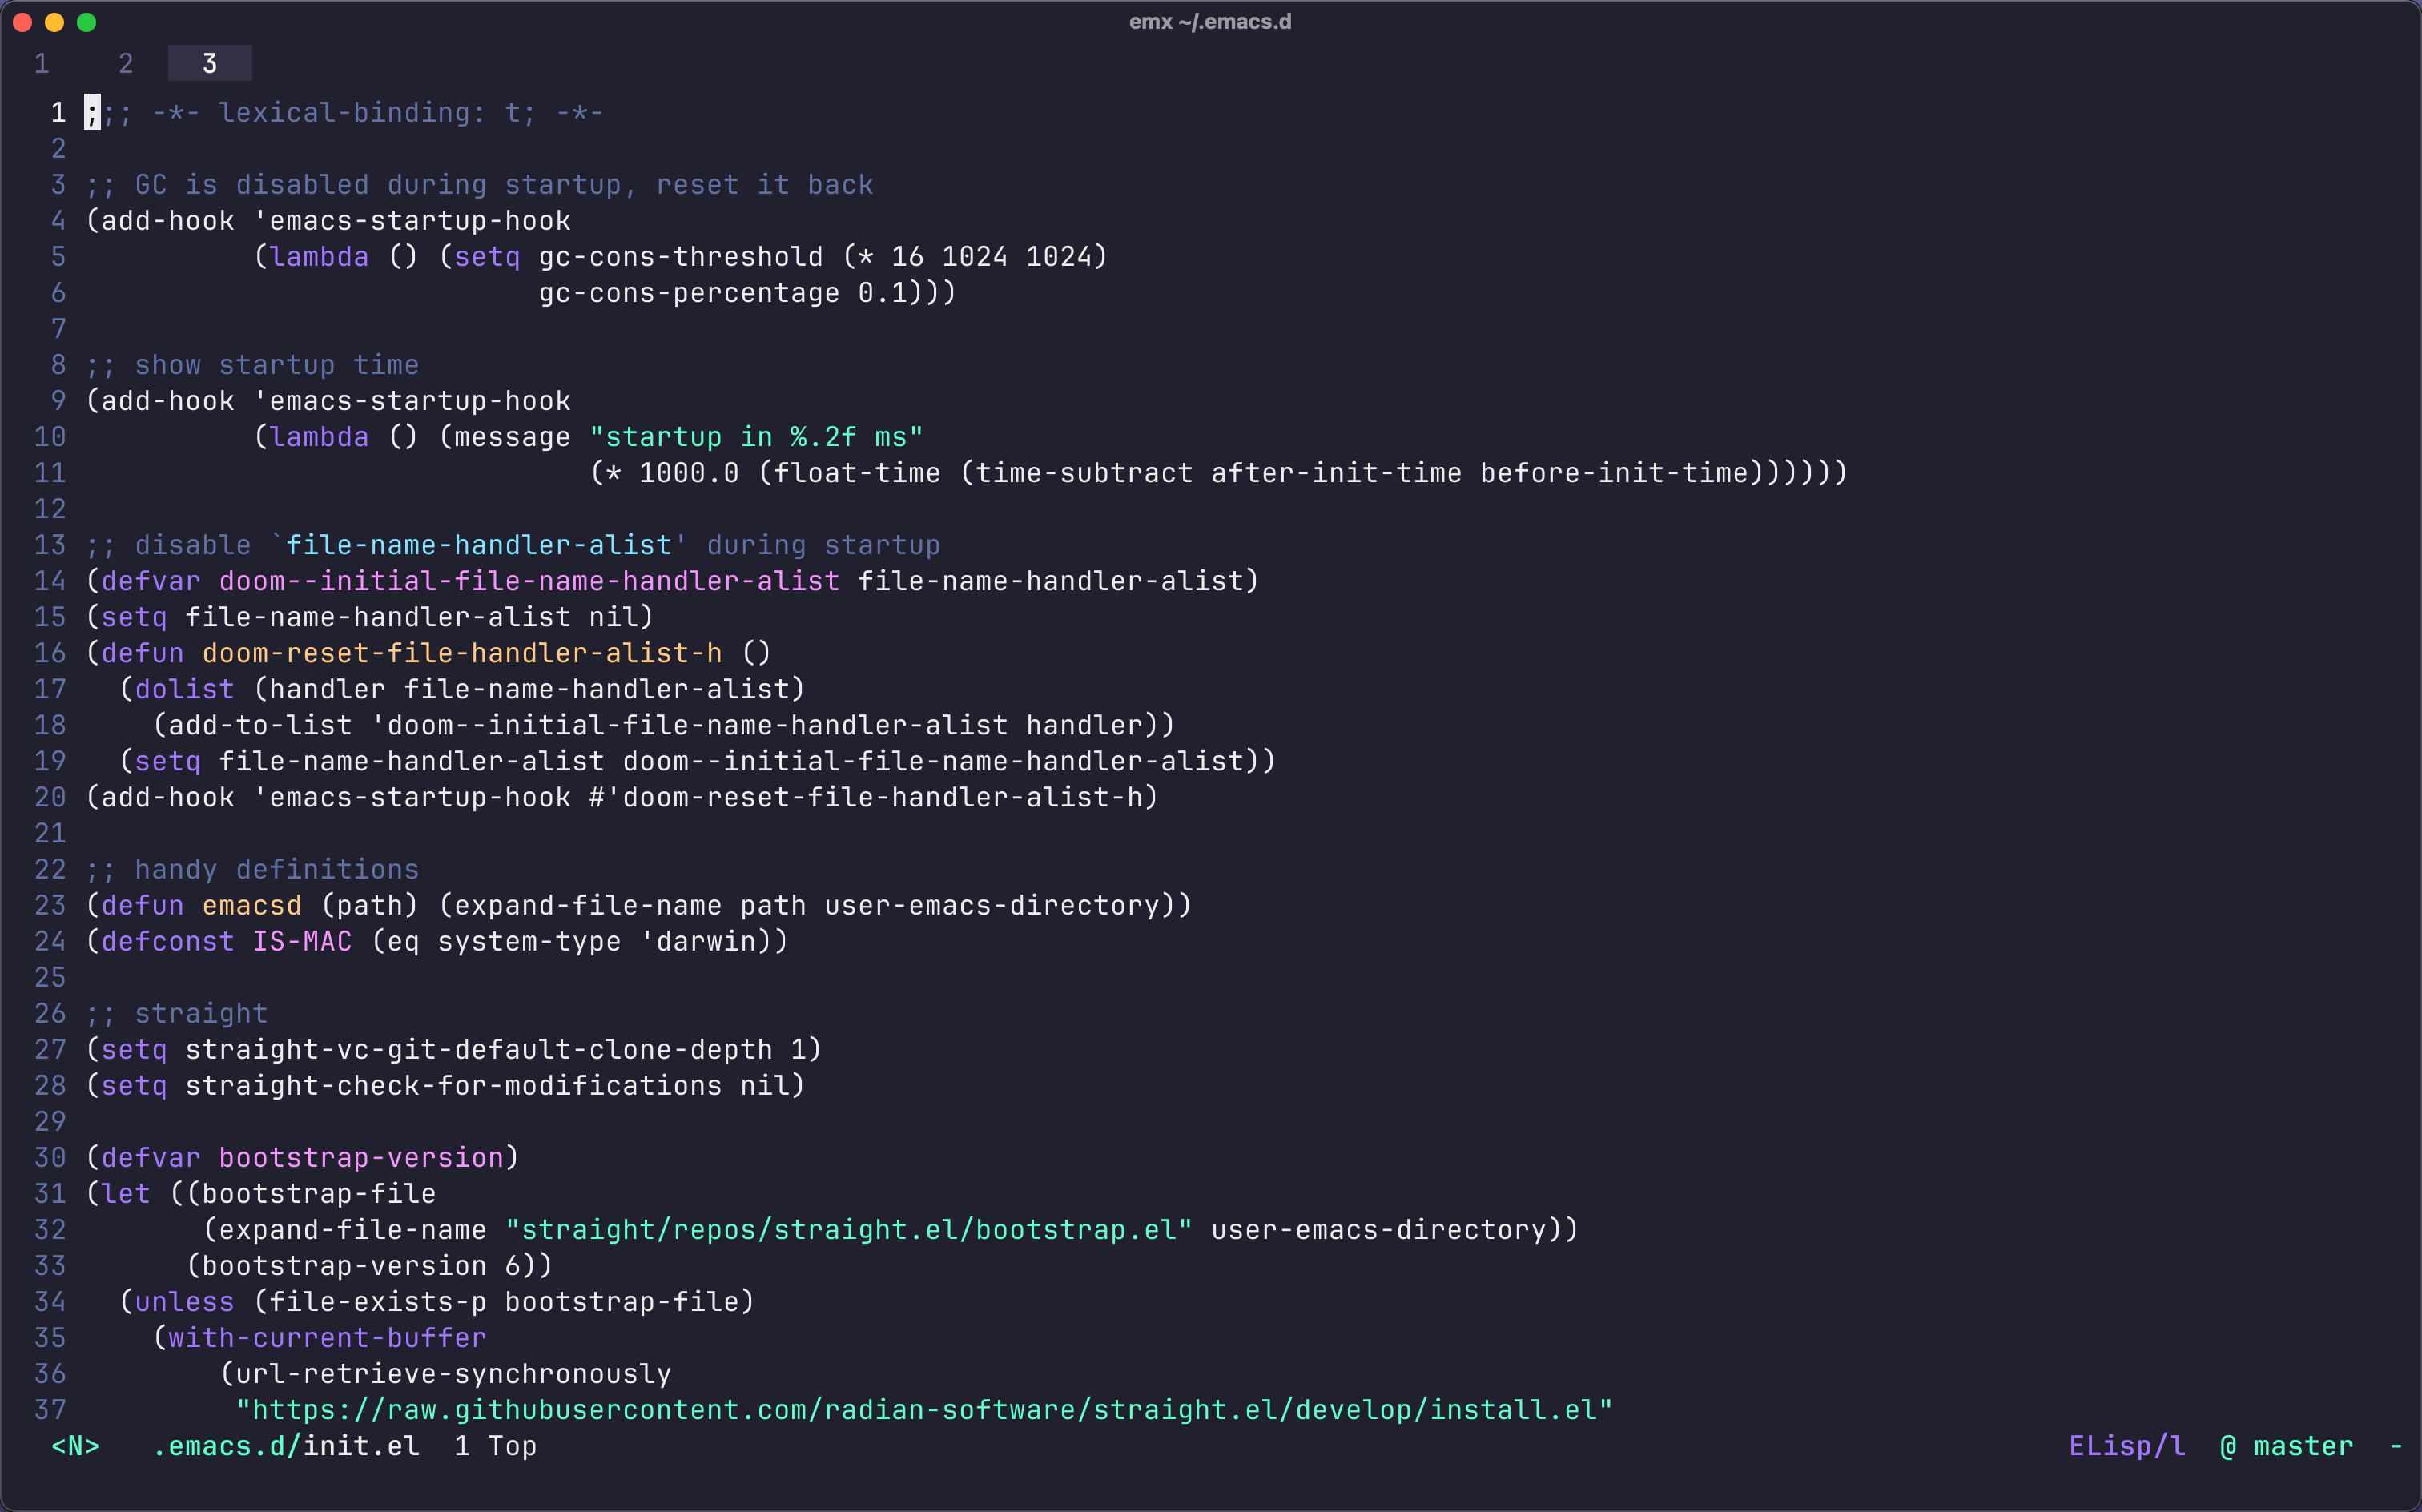 emx ~/.emacs.d
1 2 3
1 ;;; -*- lexical-binding: t; -*-
2
3 ;; GC is disabled during startup, reset it back
4 (add-hook 'emacs-startup-hook
5           (lambda () (setq gc-cons-threshold (* 16 1024 1024)
6                            gc-cons-percentage 0.1)))
7
8 ;; show startup time
9 (add-hook 'emacs-startup-hook
10           (lambda () (message "startup in %.2f ms"
11                               (* 1000.0 (float-time (time-subtract after-init-time before-init-time))))))
12
13 ;; disable `file-name-handler-alist' during startup
14 (defvar doom--initial-file-name-handler-alist file-name-handler-alist)
15 (setq file-name-handler-alist nil)
16 (defun doom-reset-file-handler-alist-h ()
17   (dolist (handler file-name-handler-alist)
18     (add-to-list 'doom--initial-file-name-handler-alist handler))
19   (setq file-name-handler-alist doom--initial-file-name-handler-alist))
20 (add-hook 'emacs-startup-hook #'doom-reset-file-handler-alist-h)
21
22 ;; handy definitions
23 (defun emacsd (path) (expand-file-name path user-emacs-directory))
24 (defconst IS-MAC (eq system-type 'darwin))
25
26 ;; straight
27 (setq straight-vc-git-default-clone-depth 1)
28 (setq straight-check-for-modifications nil)
29
30 (defvar bootstrap-version)
31 (let ((bootstrap-file
32        (expand-file-name "straight/repos/straight.el/bootstrap.el" user-emacs-directory))
33       (bootstrap-version 6))
34   (unless (file-exists-p bootstrap-file)
35     (with-current-buffer
36         (url-retrieve-synchronously
37          "https://raw.githubusercontent.com/radian-software/straight.el/develop/install.el"
<N> .emacs.d/init.el 1 Top ELisp/l @ master -